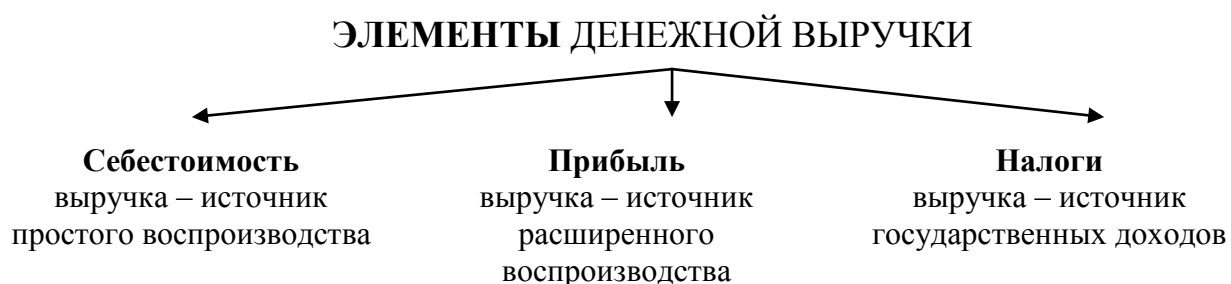 ЭЛЕМЕНТЫ ДЕНЕЖНОЙ ВЫРУЧКИ
Себестоимость
выручка – источник
простого воспроизводства
Прибыль
выручка – источник
расширенного
воспроизводства
Налоги
выручка – источник
государственных доходов